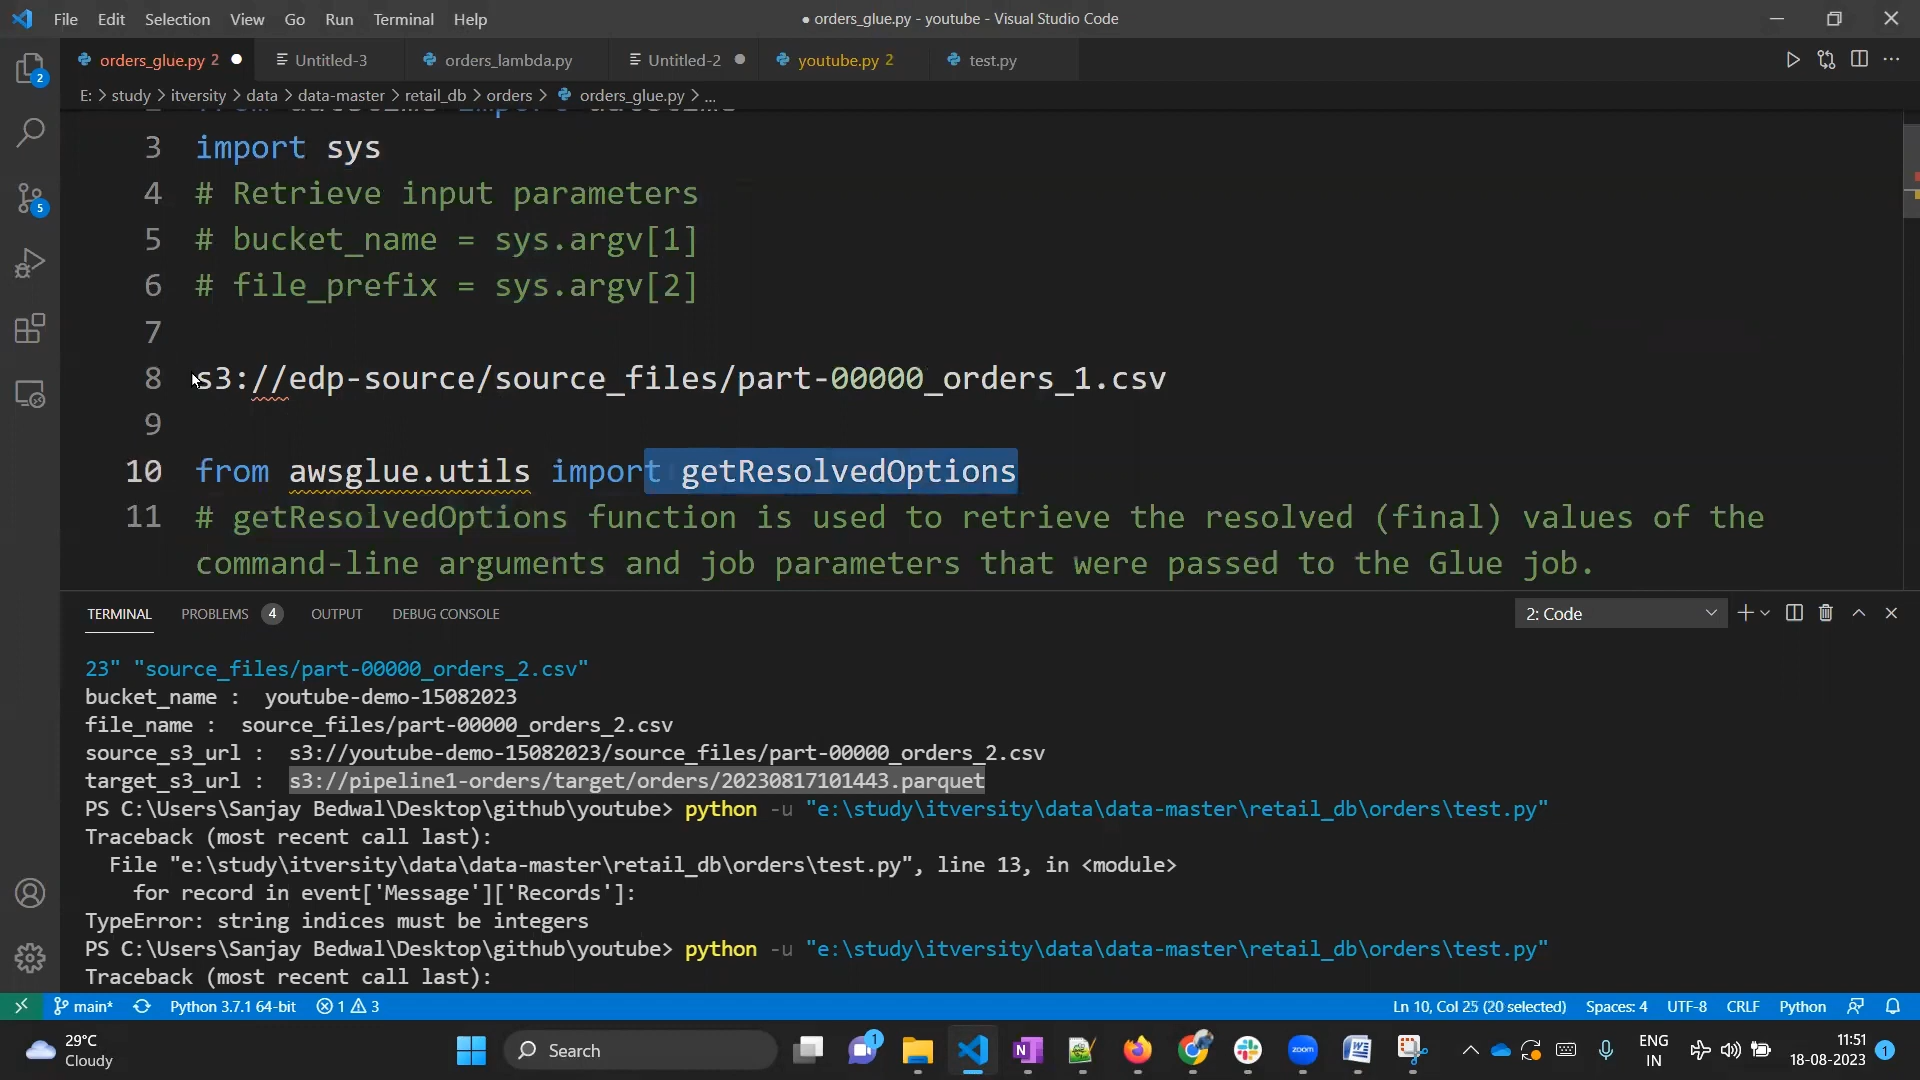 File Edit Selection View Go Run Terminal Help
● orders_glue.py - youtube - Visual Studio Code
orders_glue.py 2 ● Untitled-3 orders_lambda.py Untitled-2 ● youtube.py 2 test.py
E: > study > itversity > data > data-master > retail_db > orders > orders_glue.py > ...
2 from datetime import datetime
3 import sys
4 # Retrieve input parameters
5 # bucket_name = sys.argv[1]
6 # file_prefix = sys.argv[2]
7
8 s3://edp-source/source_files/part-00000_orders_1.csv
9
10 from awsglue.utils import getResolvedOptions
11 # getResolvedOptions function is used to retrieve the resolved (final) values of the
command-line arguments and job parameters that were passed to the Glue job.
2
5
TERMINAL PROBLEMS 4 OUTPUT DEBUG CONSOLE 2: Code
23" "source_files/part-00000_orders_2.csv"
bucket_name :  youtube-demo-15082023
file_name :  source_files/part-00000_orders_2.csv
source_s3_url :  s3://youtube-demo-15082023/source_files/part-00000_orders_2.csv
target_s3_url :  s3://pipeline1-orders/target/orders/20230817101443.parquet
PS C:\Users\Sanjay Bedwal\Desktop\github\youtube> python -u "e:\study\itversity\data\data-master\retail_db\orders\test.py"
Traceback (most recent call last):
  File "e:\study\itversity\data\data-master\retail_db\orders\test.py", line 13, in <module>
    for record in event['Message']['Records']:
TypeError: string indices must be integers
PS C:\Users\Sanjay Bedwal\Desktop\github\youtube> python -u "e:\study\itversity\data\data-master\retail_db\orders\test.py"
Traceback (most recent call last):
main* Python 3.7.1 64-bit 1 3 Ln 10, Col 25 (20 selected) Spaces: 4 UTF-8 CRLF Python
29°C
Cloudy
Search
1
zoom
ENG
IN
11:51
18-08-2023
1